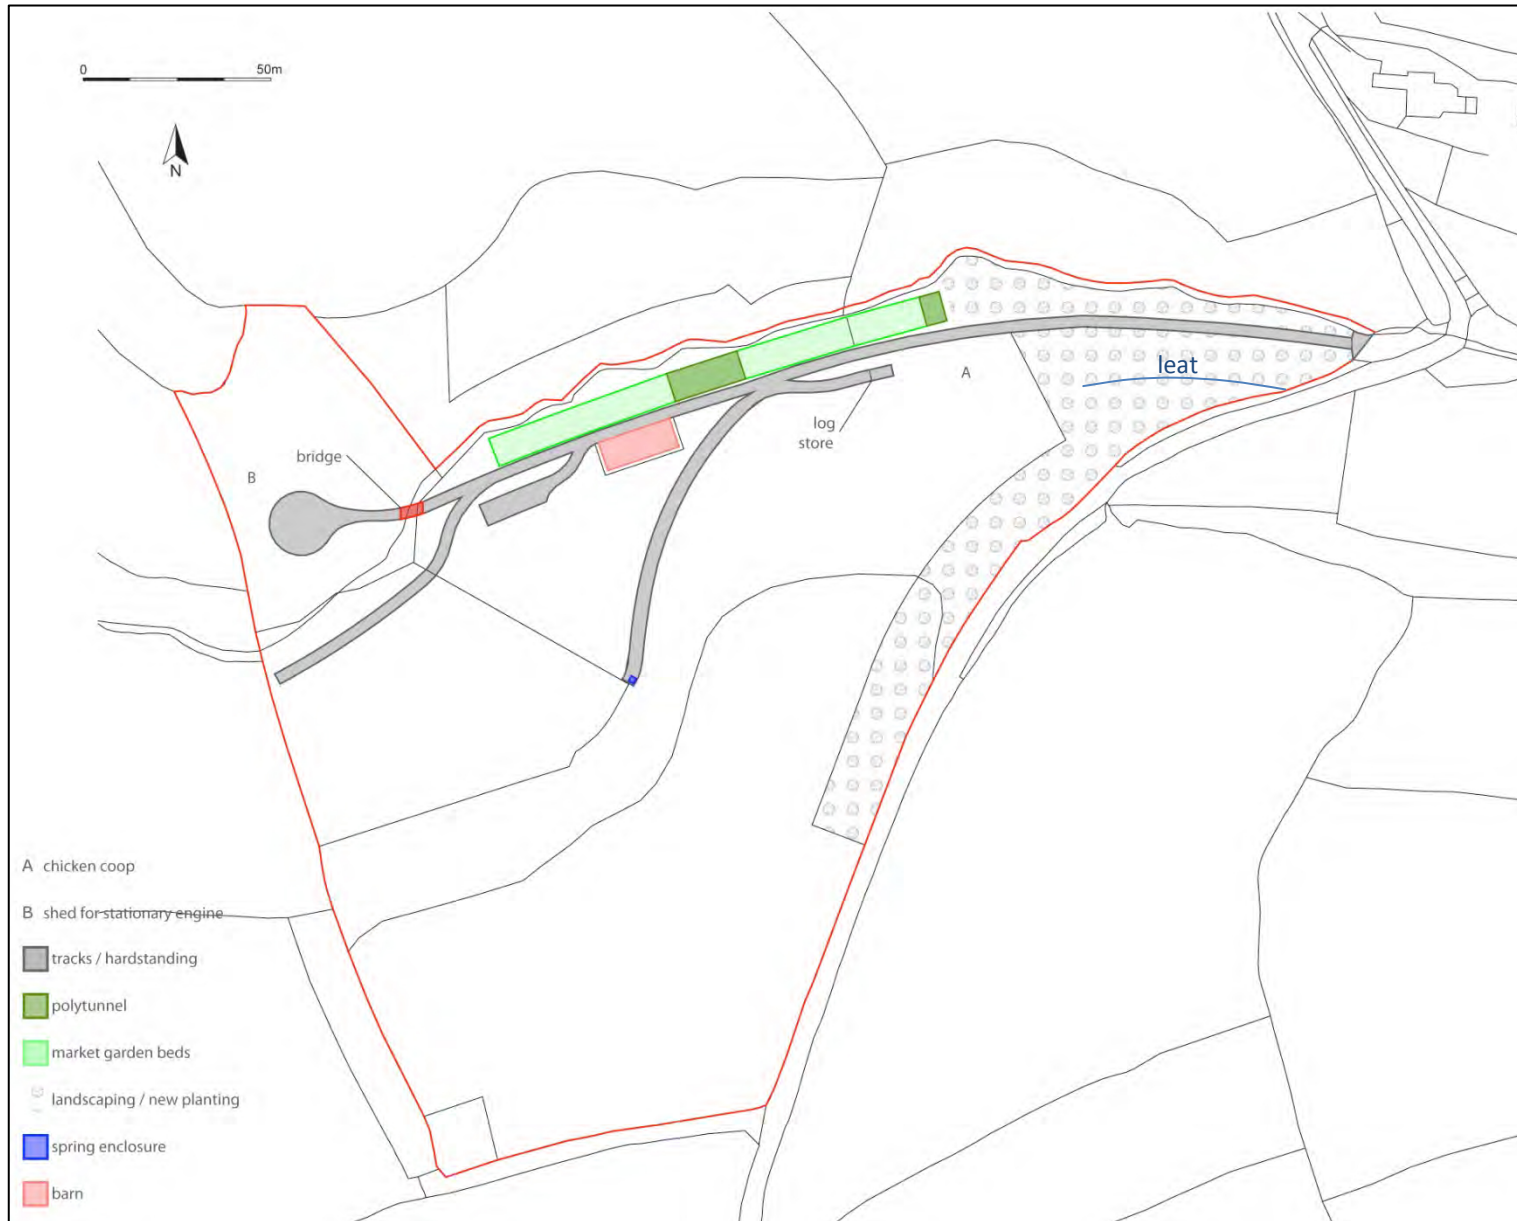 0 50m
N
leat
A
log
store
bridge
B
A chicken coop
B shed for stationary engine
tracks / hardstanding
polytunnel
market garden beds
landscaping / new planting
spring enclosure
barn